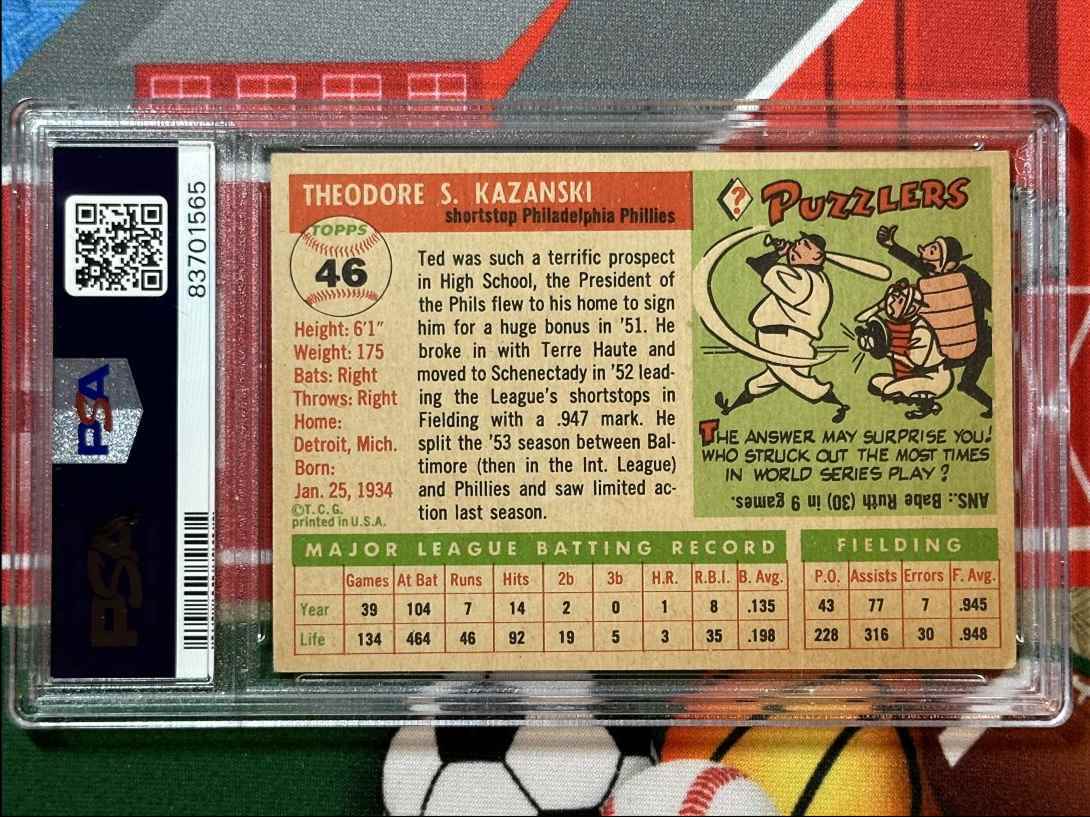 PSA
PSA
83701565
THEODORE S. KAZANSKI
shortstop Philadelphia Phillies
TOPPS
46
Height: 6'1"
Weight: 175
Bats: Right
Throws: Right
Home:
Detroit, Mich.
Born:
Jan. 25, 1934
©T.C.G.
printed in U.S.A.
Ted was such a terrific prospect
in High School, the President of
the Phils flew to his home to sign
him for a huge bonus in '51. He
broke in with Terre Haute and
moved to Schenectady in '52 lead-
ing the League's shortstops in
Fielding with a .947 mark. He
split the '53 season between Bal-
timore (then in the Int. League)
and Phillies and saw limited ac-
tion last season.
? PUZZLERS
THE ANSWER MAY SURPRISE YOU!
WHO STRUCK OUT THE MOST TIMES
IN WORLD SERIES PLAY?
ANS.: Babe Ruth (30) in 9 games.
MAJOR LEAGUE BATTING RECORD
Games At Bat Runs Hits 2b 3b H.R. R.B.I. B. Avg.
Year 39 104 7 14 2 0 1 8 .135
Life 134 464 46 92 19 5 3 35 .198
FIELDING
P.O. Assists Errors F. Avg.
43 77 7 .945
228 316 30 .948